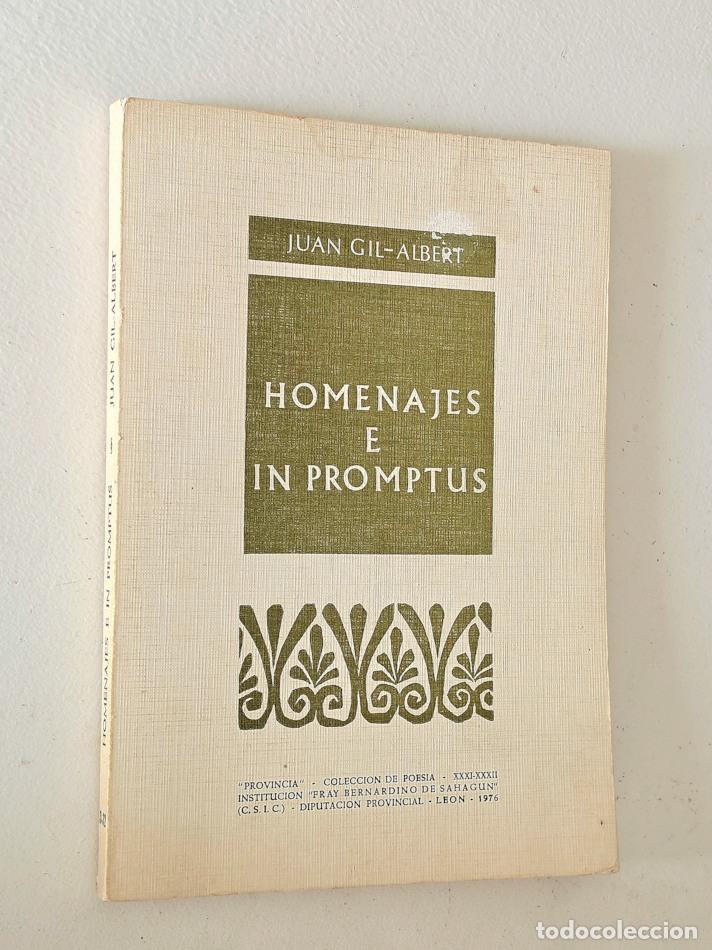 JUAN GIL-ALBERT
HOMENAJES
E
IN PROMPTUS
"PROVINCIA" - COLECCION DE POESIA - XXXI-XXXII
INSTITUCION "FRAY BERNARDINO DE SAHAGUN"
(C. S. I. C.) - DIPUTACION PROVINCIAL - LEON - 1976
HOMENAJES E IN PROMPTUS - JUAN GIL-ALBERT
todocoleccion